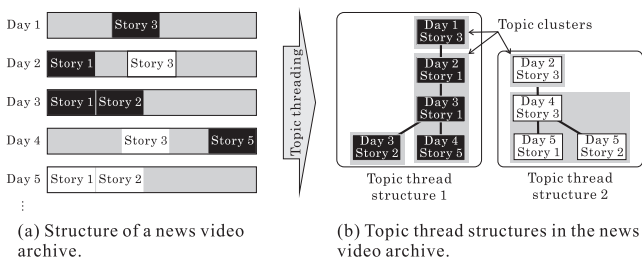 Day 1
Story 3
Day 2
Story 1
Story 3
Day 3
Story 1
Story 2
Day 4
Story 3
Story 5
Day 5
Story 1
Story 2
⋮
(a) Structure of a news video
archive.
Topic threading
Topic clusters
Day 1
Story 3
Day 2
Story 1
Day 3
Story 1
Day 3
Story 2
Day 4
Story 5
Topic thread
structure 1
Day 2
Story 3
Day 4
Story 3
Day 5
Story 1
Day 5
Story 2
Topic thread
structure 2
(b) Topic thread structures in the news
video archive.